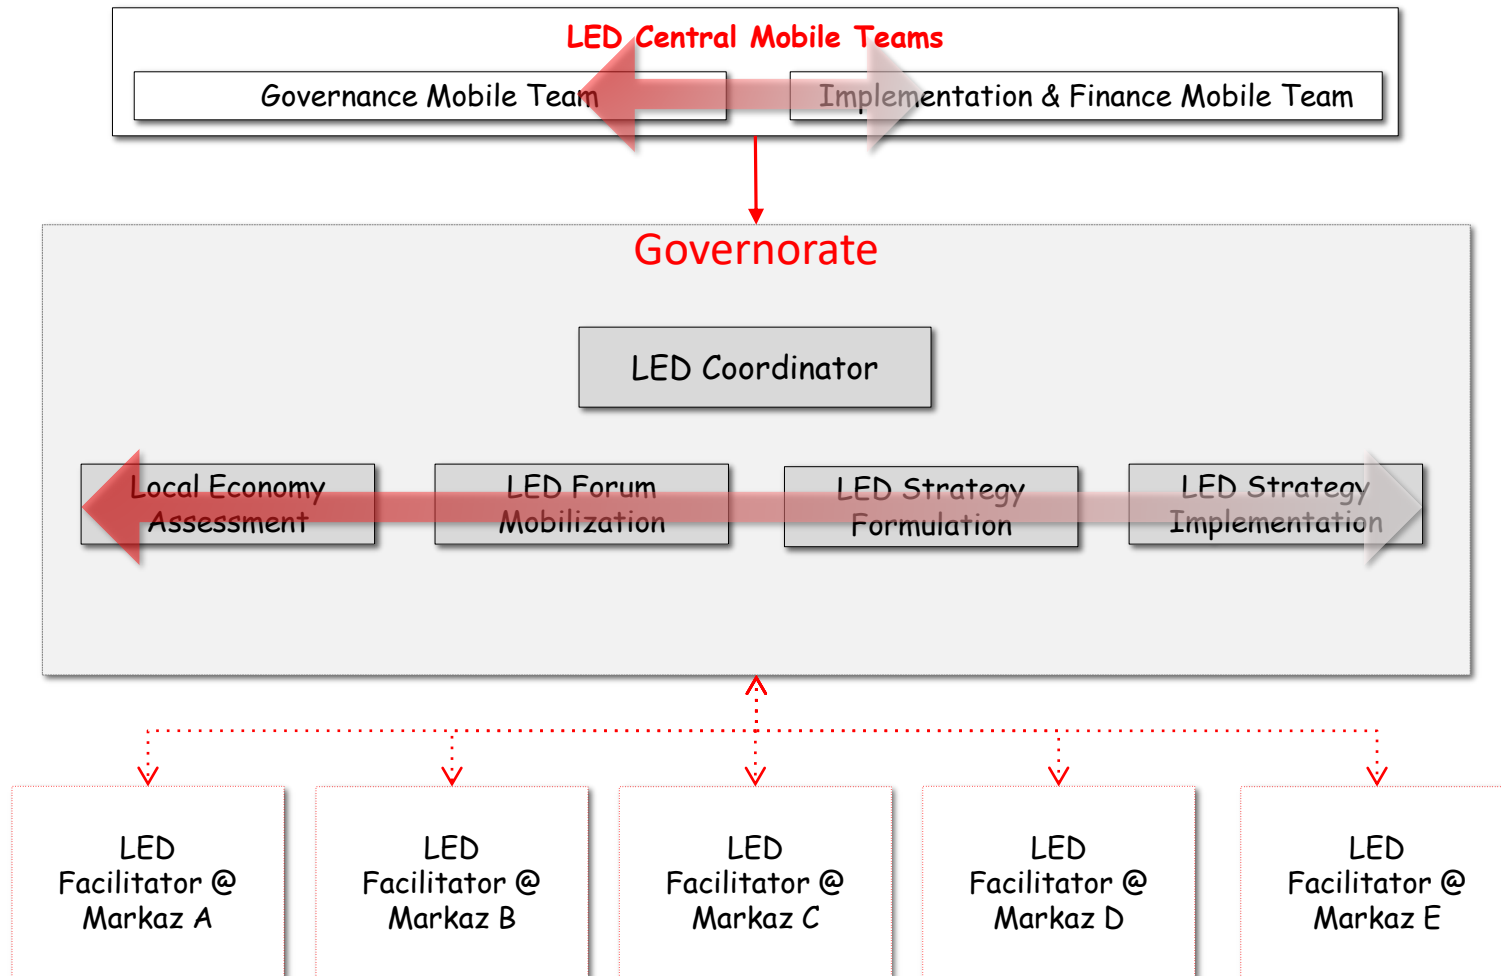 LED Central Mobile Teams
Governance Mobile Team
Implementation & Finance Mobile Team
Governorate
LED Coordinator
Local Economy
Assessment
LED Forum
Mobilization
LED Strategy
Formulation
LED Strategy
Implementation
LED
Facilitator @
Markaz A
LED
Facilitator @
Markaz B
LED
Facilitator @
Markaz C
LED
Facilitator @
Markaz D
LED
Facilitator @
Markaz E